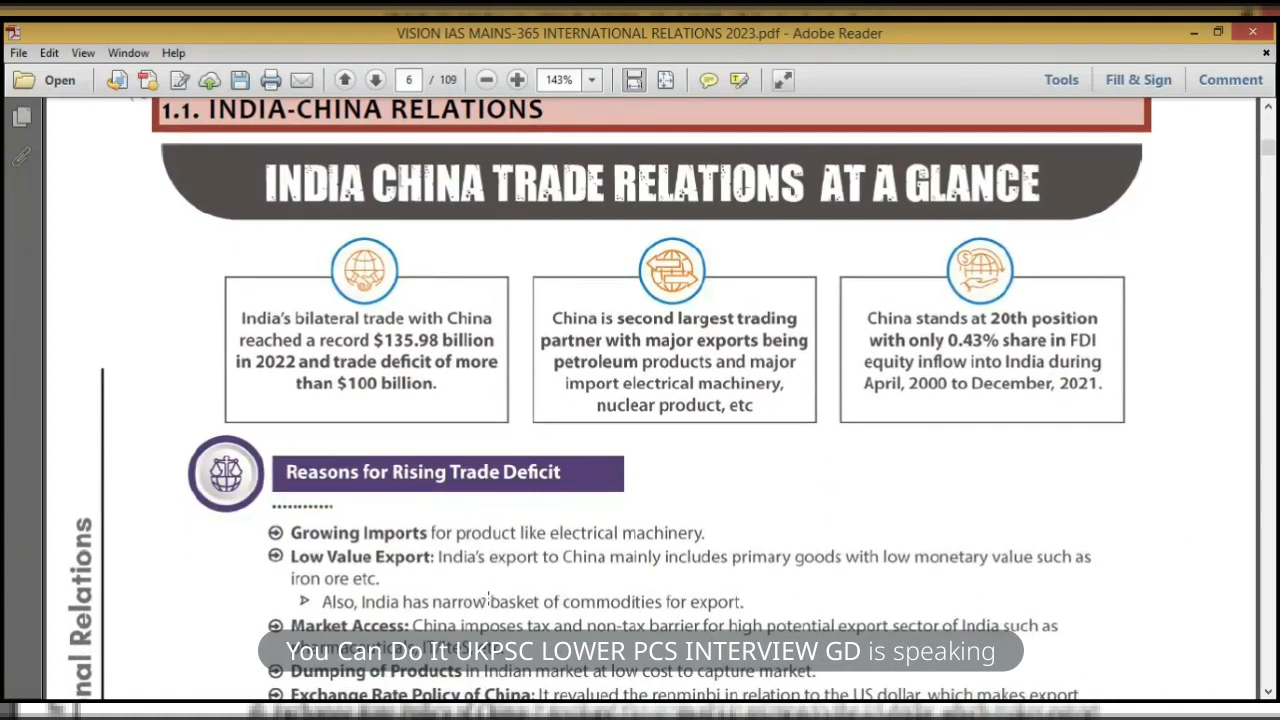 VISION IAS MAINS-365 INTERNATIONAL RELATIONS 2023.pdf - Adobe Reader
File Edit View Window Help
Open 6 / 109 143% Tools Fill & Sign Comment
1.1. INDIA-CHINA RELATIONS
INDIA CHINA TRADE RELATIONS AT A GLANCE
India's bilateral trade with China
reached a record $135.98 billion
in 2022 and trade deficit of more
than $100 billion.
China is second largest trading
partner with major exports being
petroleum products and major
import electrical machinery,
nuclear product, etc
China stands at 20th position
with only 0.43% share in FDI
equity inflow into India during
April, 2000 to December, 2021.
Reasons for Rising Trade Deficit
Growing Imports for product like electrical machinery.
Low Value Export: India's export to China mainly includes primary goods with low monetary value such as
iron ore etc.
Also, India has narrow basket of commodities for export.
Market Access: China imposes tax and non-tax barrier for high potential export sector of India such as
You Can Do It UKPSC LOWER PCS INTERVIEW GD is speaking
Dumping of Products in Indian market at low cost to capture market.
Exchange Rate Policy of China: It revalued the renminbi in relation to the US dollar, which makes export
nal Relations